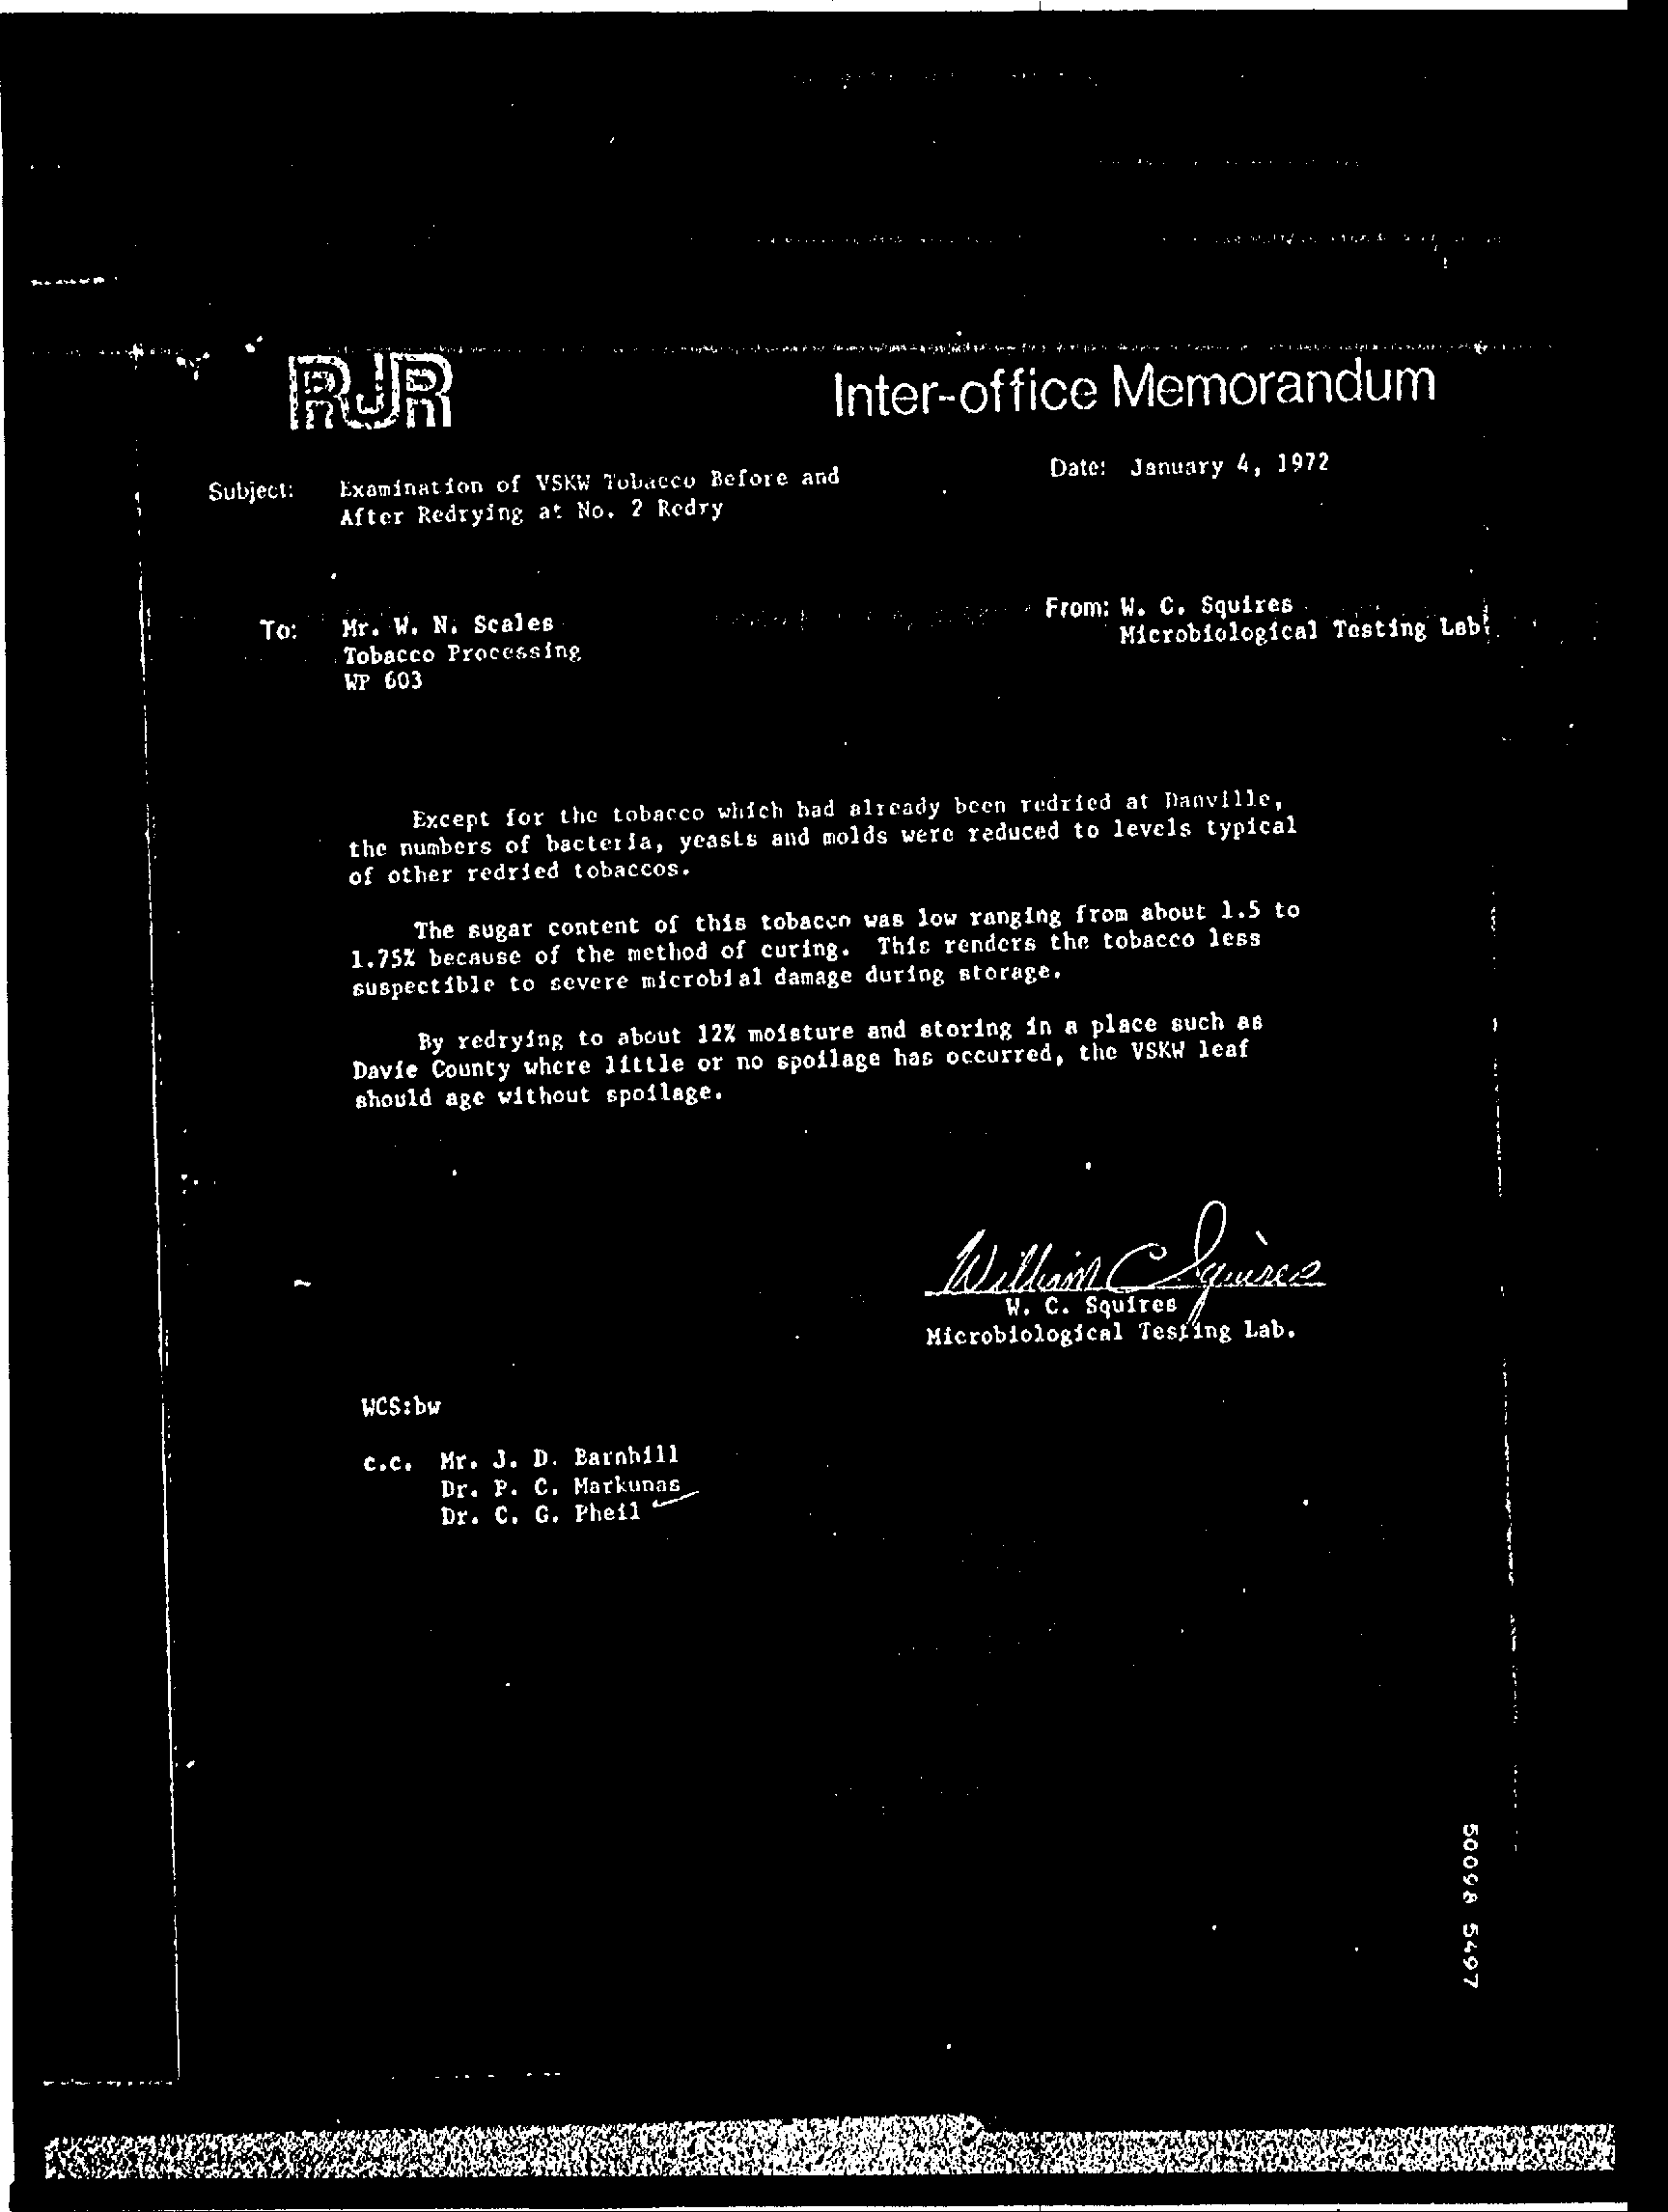 RJR
Inter-office Memorandum
Subject: Examination of VSKW Tobacco Before and
After Redrying at No. 2 Redry
Date: January 4, 1972
To: Mr. W. N. Scales
Tobacco Processing
WP 603
From: W. C. Squires
Microbiological Testing Lab.
Except for the tobacco which had already been redried at Danville,
the numbers of bacteria, yeasts and molds were reduced to levels typical
of other redried tobaccos.
The sugar content of this tobacco was low ranging from about 1.5 to
1.75% because of the method of curing. This renders the tobacco less
suspectible to severe microbial damage during storage.
By redrying to about 12% moisture and storing in a place such as
Davie County where little or no spoilage has occurred, the VSKW leaf
should age without spoilage.
William C Squires
W. C. Squires
Microbiological Testing Lab.
WCS:bw
c.c. Mr. J. D. Barnhill
Dr. P. C. Markunas
Dr. C. G. Pheil
50098 5497